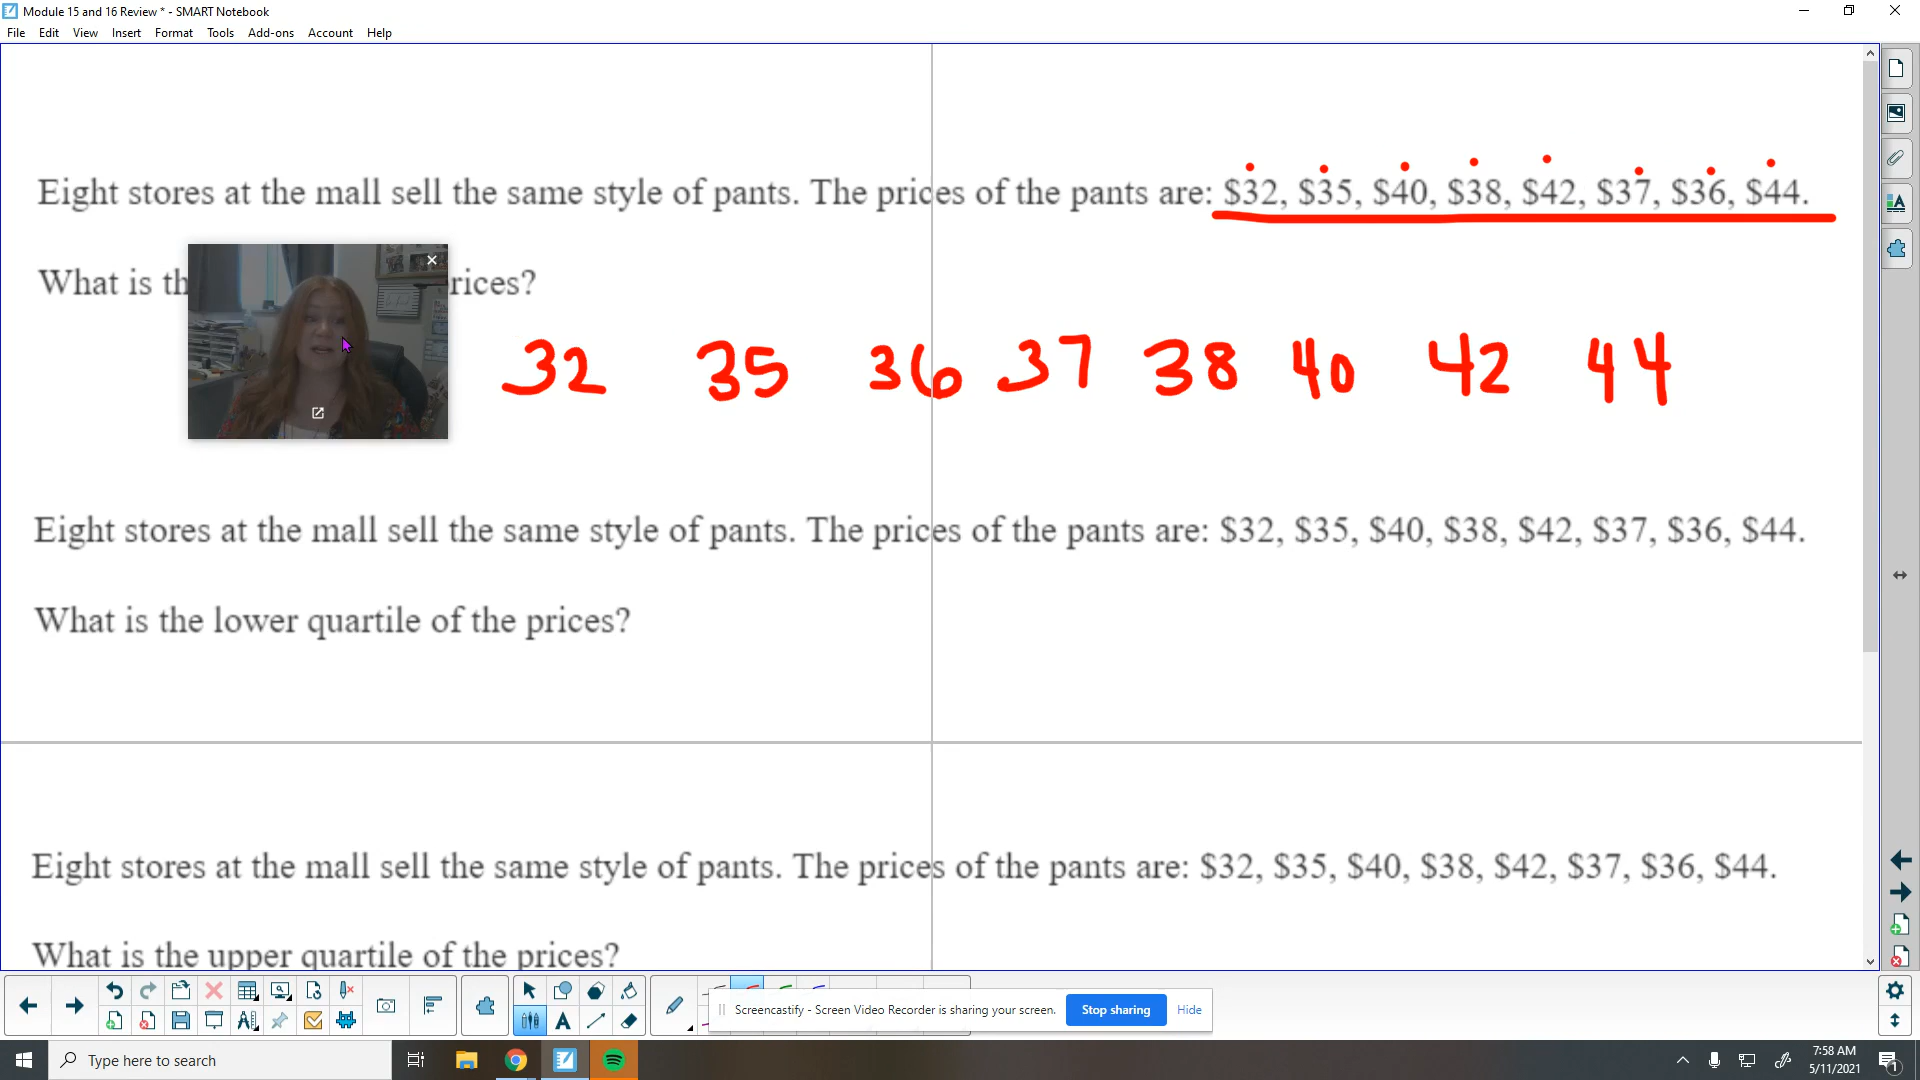 Module 15 and 16 Review * - SMART Notebook
File Edit View Insert Format Tools Add-ons Account Help
Eight stores at the mall sell the same style of pants. The prices of the pants are: $32, $35, $40, $38, $42, $37, $36, $44.
What is th rices?
32 35 36 37 38 40 42 44
Eight stores at the mall sell the same style of pants. The prices of the pants are: $32, $35, $40, $38, $42, $37, $36, $44.
What is the lower quartile of the prices?
Eight stores at the mall sell the same style of pants. The prices of the pants are: $32, $35, $40, $38, $42, $37, $36, $44.
What is the upper quartile of the prices?
Screencastify - Screen Video Recorder is sharing your screen. Stop sharing Hide
Type here to search
7:58 AM
5/11/2021
1